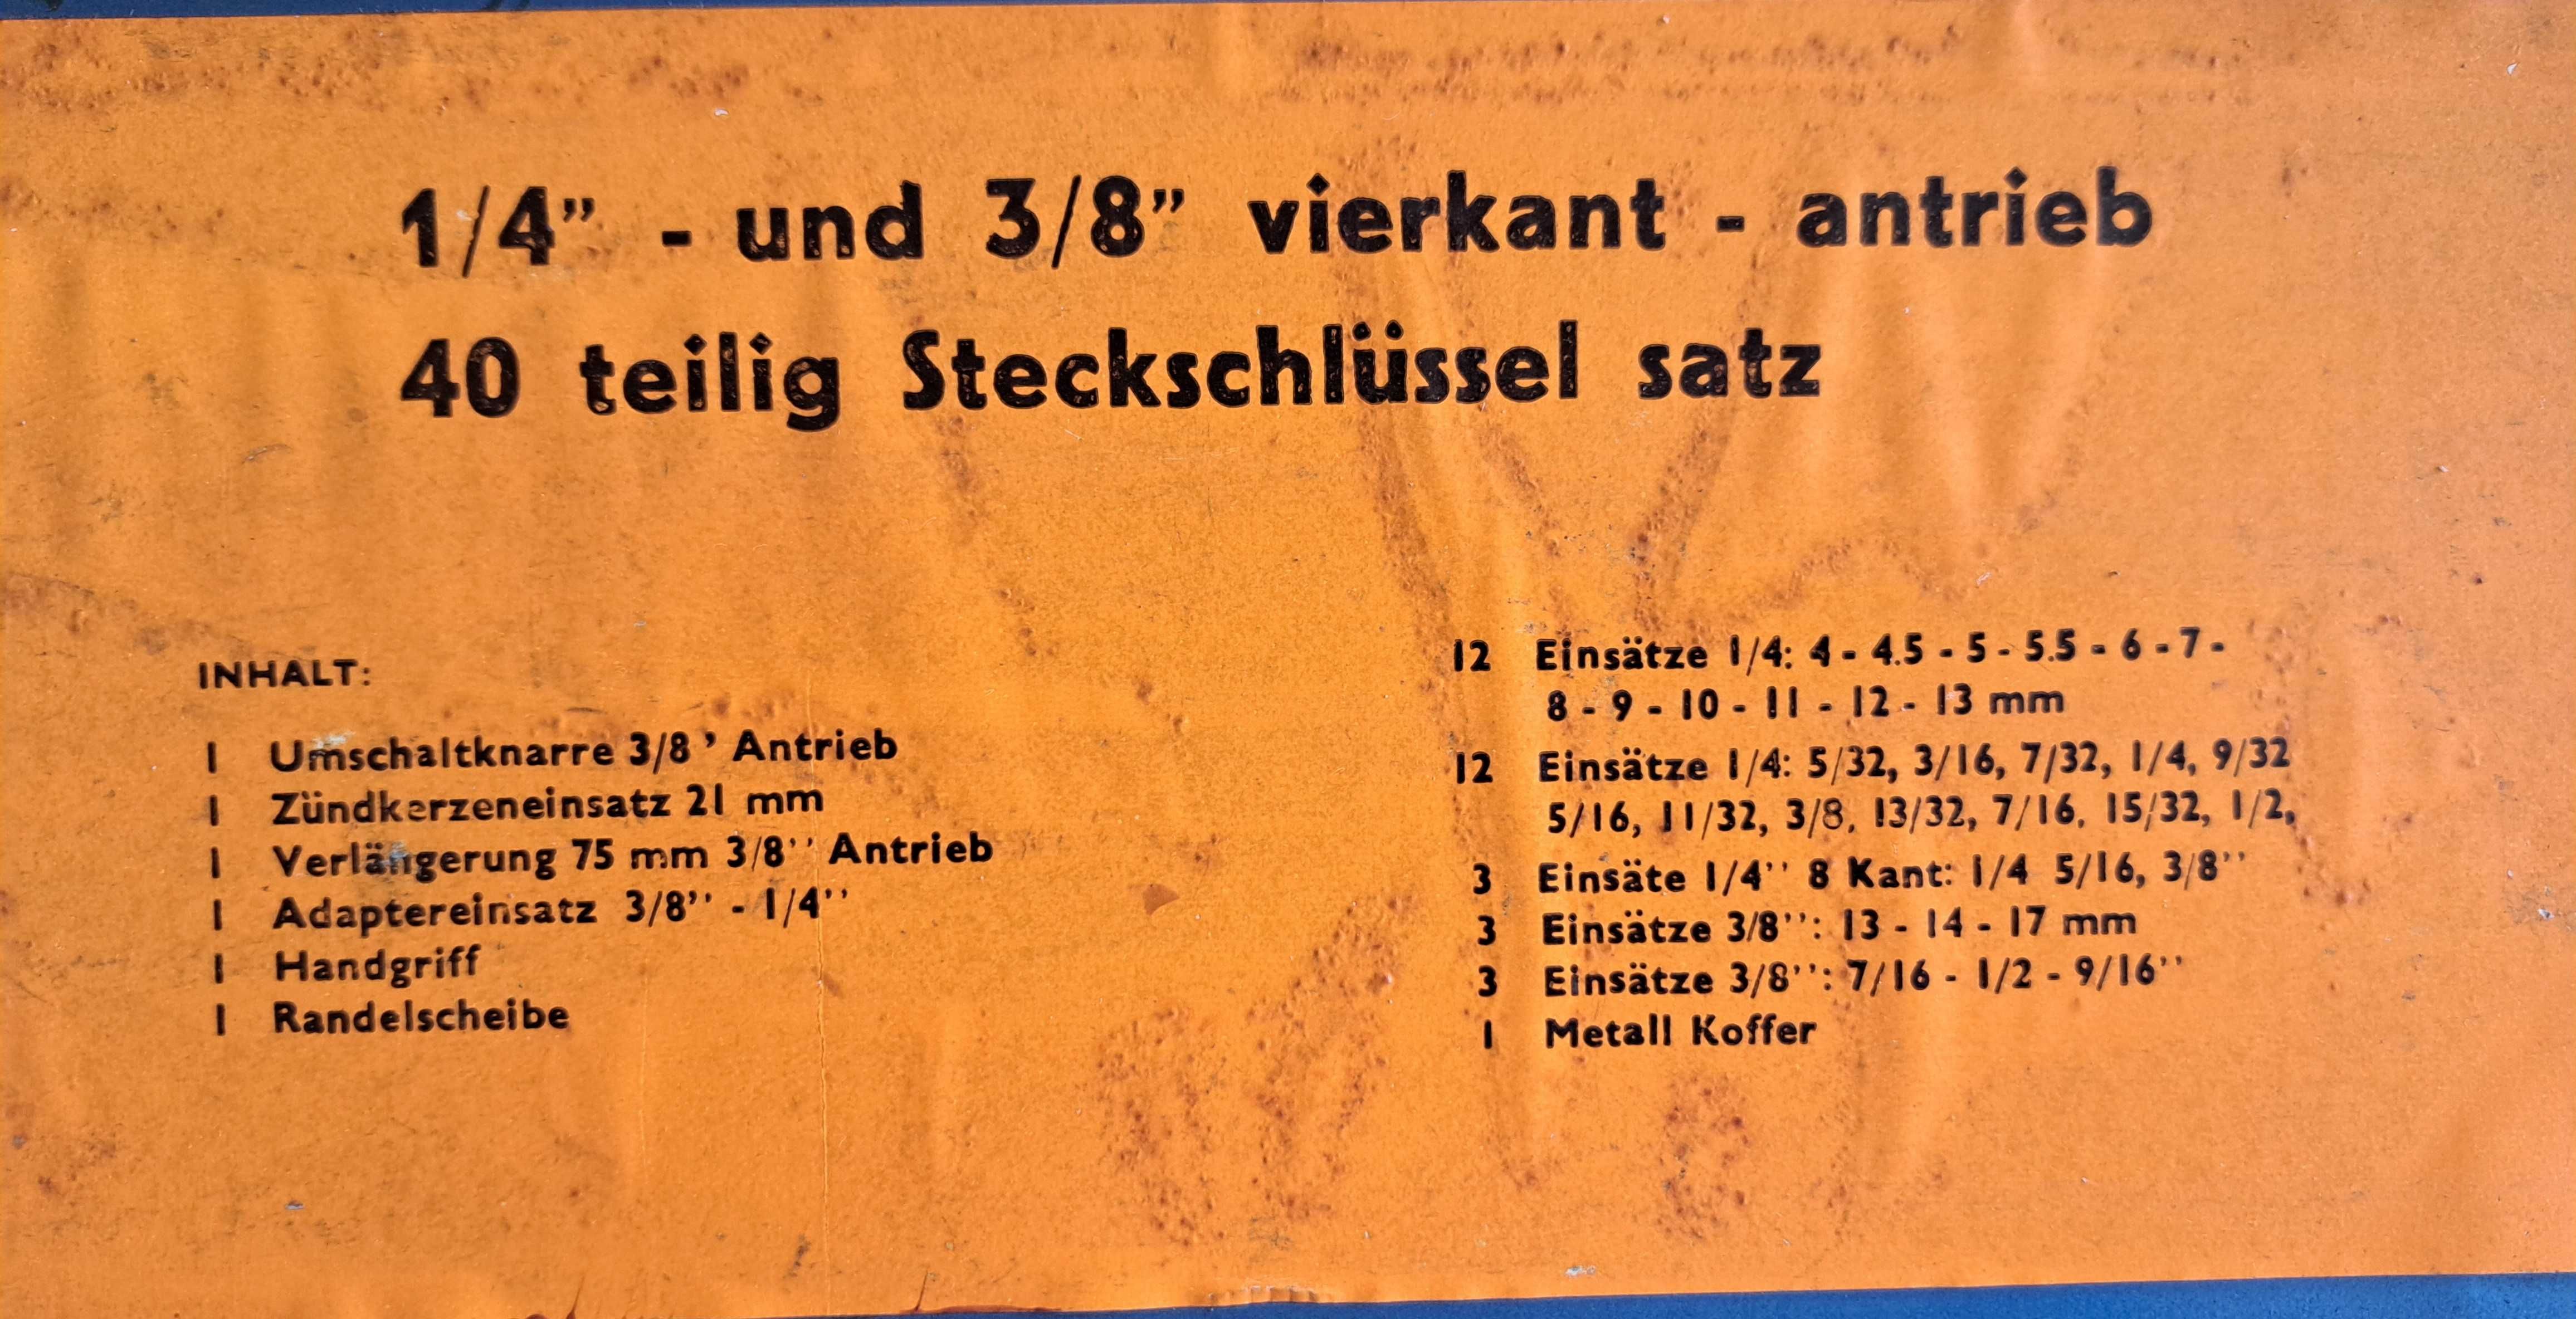 1/4” - und 3/8” vierkant - antrieb
40 teilig Steckschlüssel satz
INHALT:
1 Umschaltknarre 3/8 ’ Antrieb
1 Zündkerzeneinsatz 21 mm
1 Verlängerung 75 mm 3/8'' Antrieb
1 Adaptereinsatz 3/8'' - 1/4''
1 Handgriff
1 Randelscheibe
12 Einsätze 1/4: 4 - 4.5 - 5 - 5.5 - 6 - 7 -
8 - 9 - 10 - 11 - 12 - 13 mm
12 Einsätze 1/4: 5/32, 3/16, 7/32, 1/4, 9/32
5/16, 11/32, 3/8, 13/32, 7/16, 15/32, 1/2,
3 Einsäte 1/4'' 8 Kant: 1/4 5/16, 3/8''
3 Einsätze 3/8'': 13 - 14 - 17 mm
3 Einsätze 3/8'': 7/16 - 1/2 - 9/16''
1 Metall Koffer